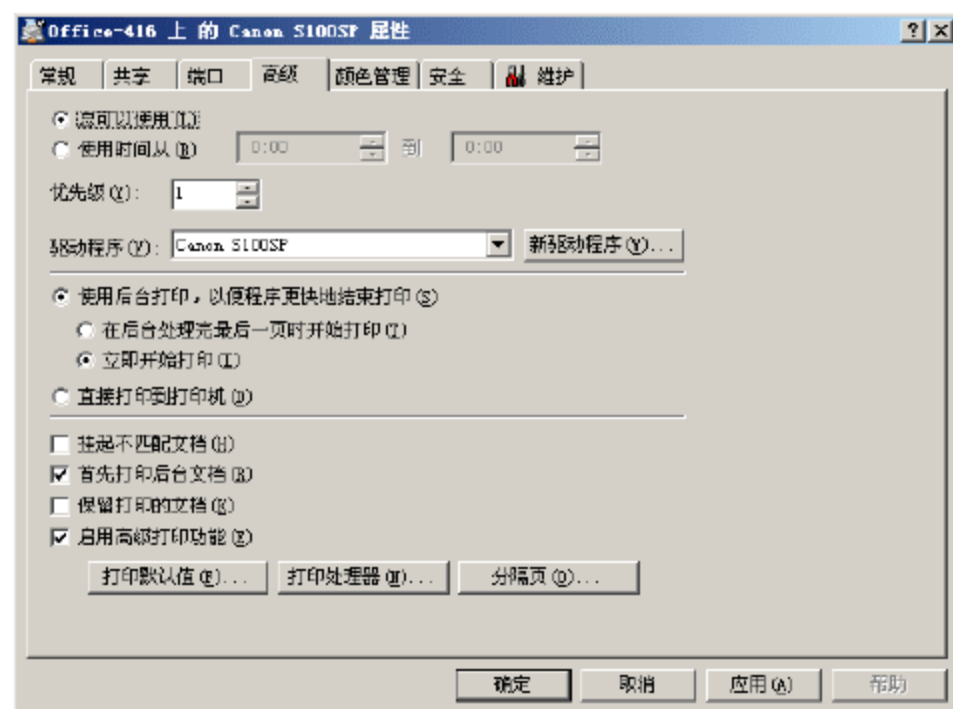 Office-416 上 的 Canon S100SP 属性
常规 共享 端口 高级 颜色管理 安全 维护
总可以使用(L)
使用时间从(B) 0:00 到 0:00
优先级(Y): 1
驱动程序(V): Canon S100SP 新驱动程序(W)...
使用后台打印，以便程序更快地结束打印(S)
在后台处理完最后一页时开始打印(T)
立即开始打印(I)
直接打印到打印机(D)
挂起不匹配文档(H)
首先打印后台文档(R)
保留打印的文档(K)
启用高级打印功能(E)
打印默认值(F)... 打印处理器(N)... 分隔页(O)...
确定 取消 应用(A) 帮助